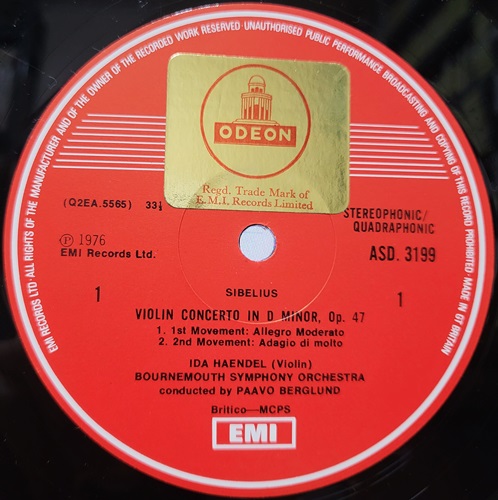 EMI RECORDS LTD ALL RIGHTS OF THE MANUFACTURER AND OF THE OWNER OF THE RECORDED WORK RESERVED · UNAUTHORISED PUBLIC PERFORMANCE BROADCASTING AND COPYING OF THIS RECORD PROHIBITED · MADE IN GT BRITAIN
ODEON
Regd. Trade Mark of
E.M.I. Records Limited
(Q2EA.5565) 33⅓
STEREOPHONIC/
QUADRAPHONIC
Ⓟ 1976
EMI Records Ltd.
ASD. 3199
1
1
SIBELIUS
VIOLIN CONCERTO IN D MINOR, Op. 47
1. 1st Movement: Allegro Moderato
2. 2nd Movement: Adagio di molto
IDA HAENDEL (Violin)
BOURNEMOUTH SYMPHONY ORCHESTRA
conducted by PAAVO BERGLUND
Britico—MCPS
EMI